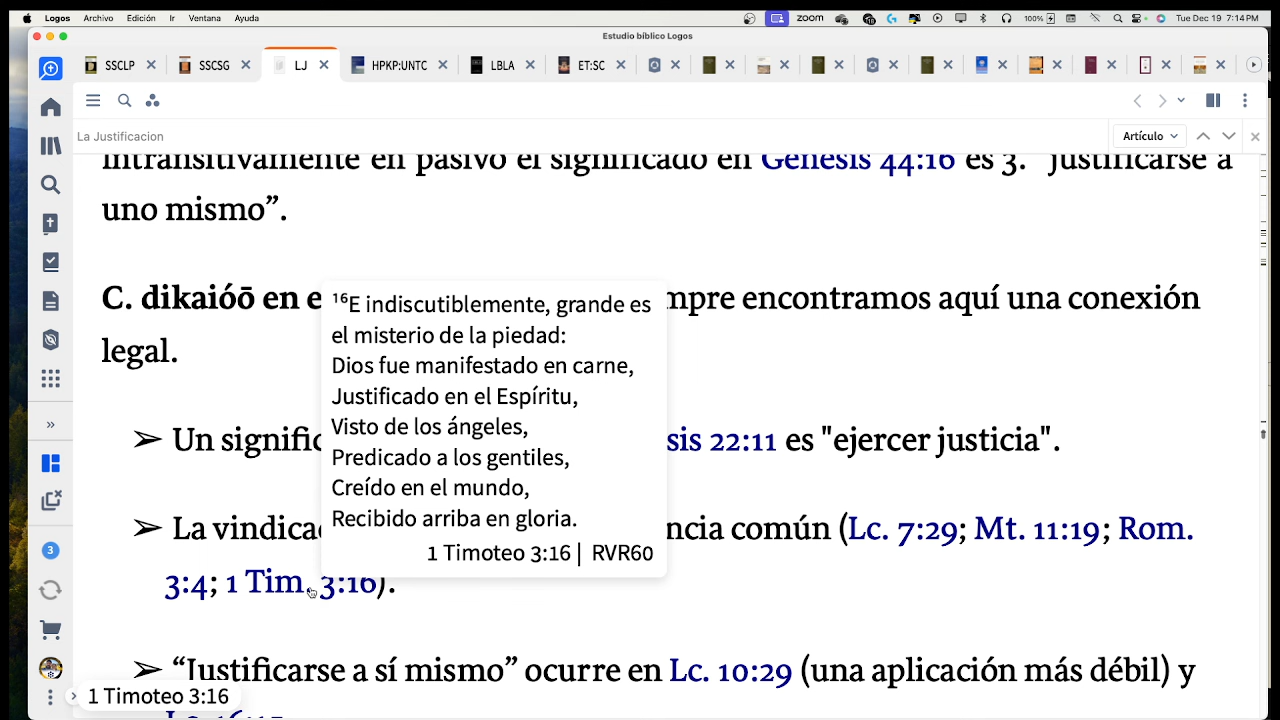 Logos Archivo Edición Ir Ventana Ayuda
zoom 100% Tue Dec 19 7:14 PM
Estudio bíblico Logos
SSCLP SSCSG LJ HPKP:UNTC LBLA ET:SC
La Justificacion
Artículo
intransitivamente en pasivo el significado en Génesis 44:16 es 3. "justificarse a
uno mismo”.
C. dikaióō en e
mpre encontramos aquí una conexión
legal.
➢ Un signific
sis 22:11 es "ejercer justicia".
➢ La vindicac
ncia común (Lc. 7:29; Mt. 11:19; Rom.
3:4; 1 Tim. 3:16).
➢ “Justificarse a sí mismo” ocurre en Lc. 10:29 (una aplicación más débil) y
¹⁶E indiscutiblemente, grande es
el misterio de la piedad:
Dios fue manifestado en carne,
Justificado en el Espíritu,
Visto de los ángeles,
Predicado a los gentiles,
Creído en el mundo,
Recibido arriba en gloria.
1 Timoteo 3:16 | RVR60
3
1 Timoteo 3:16